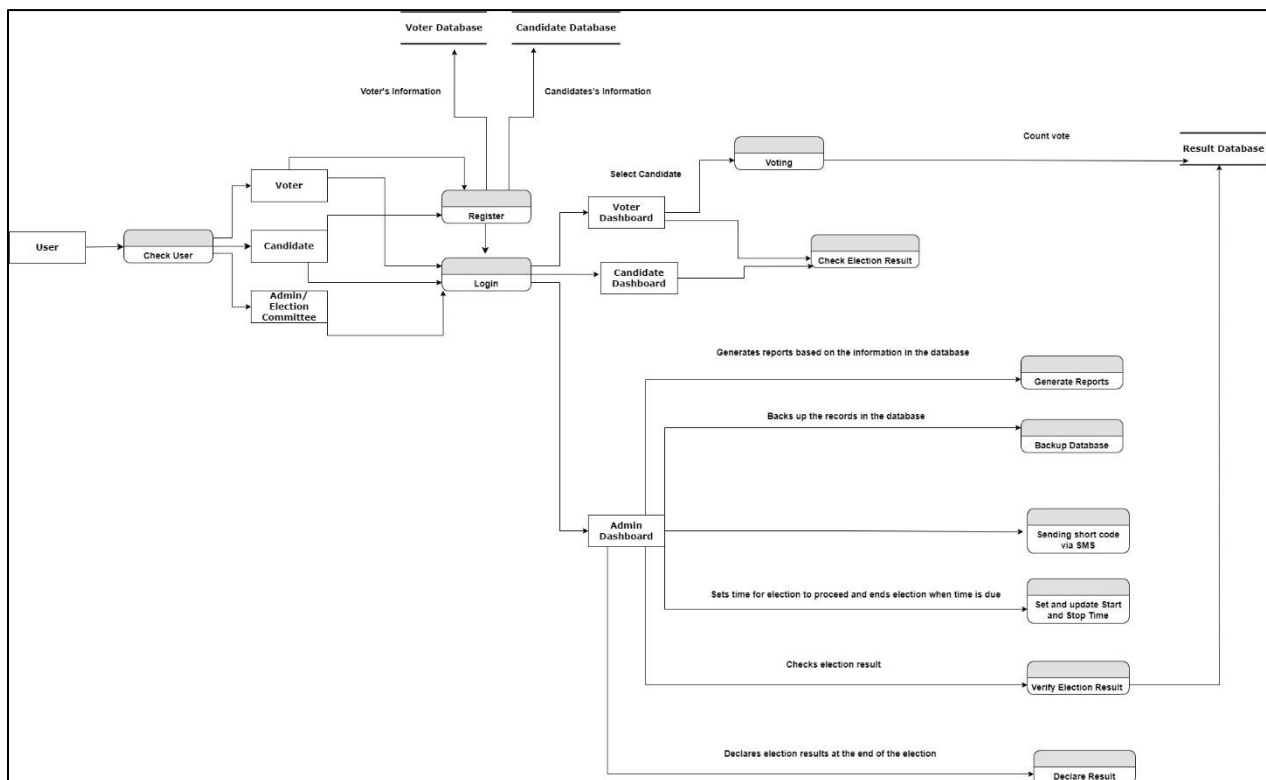 Voter Database
Candidate Database
Voter's Information
Candidates's Information
Count vote
Result Database
Voting
Select Candidate
Voter
Register
Voter
Dashboard
User
Check User
Candidate
Check Election Result
Login
Candidate
Dashboard
Admin/
Election
Committee
Generates reports based on the information in the database
Generate Reports
Backs up the records in the database
Backup Database
Admin
Dashboard
Sending short code
via SMS
Sets time for election to proceed and ends election when time is due
Set and update Start
and Stop Time
Checks election result
Verify Election Result
Declares election results at the end of the election
Declare Result